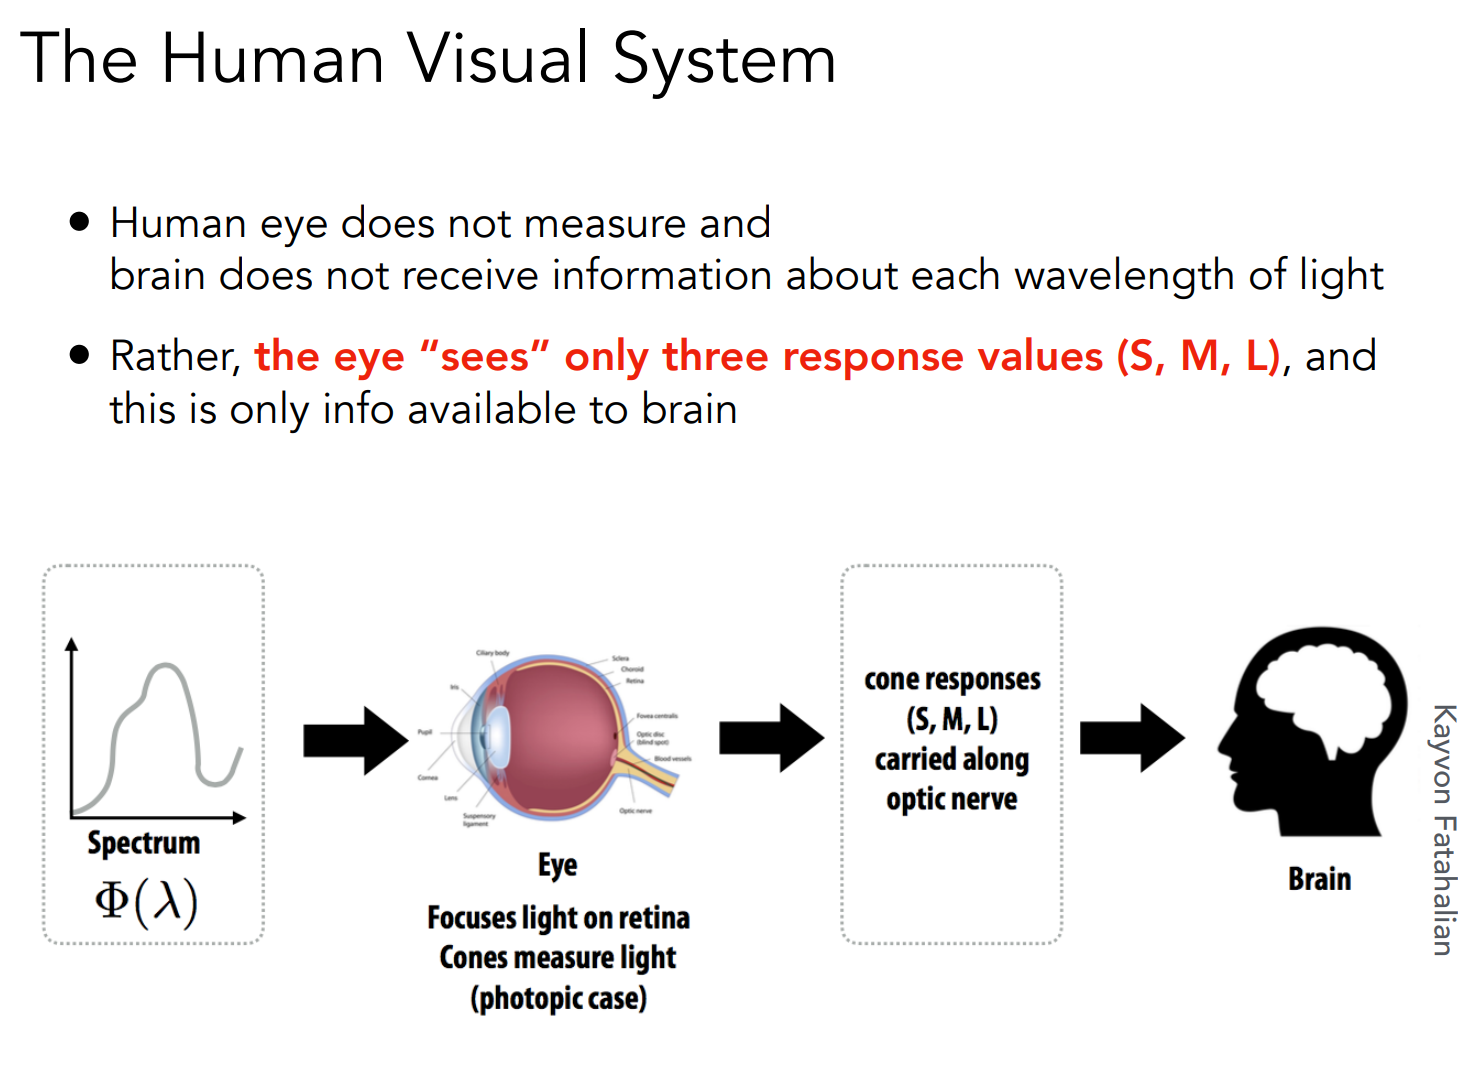 The Human Visual System
• Human eye does not measure and
brain does not receive information about each wavelength of light
• Rather, the eye “sees” only three response values (S, M, L), and
this is only info available to brain
Spectrum
Φ(λ)
Ciliary body
Iris
Pupil
Cornea
Lens
Suspensory
ligament
Sclera
Choroid
Retina
Fovea centralis
Optic disc
(blind spot)
Blood vessels
Optic nerve
Eye
Focuses light on retina
Cones measure light
(photopic case)
cone responses
(S, M, L)
carried along
optic nerve
Brain
Kayvon Fatahalian